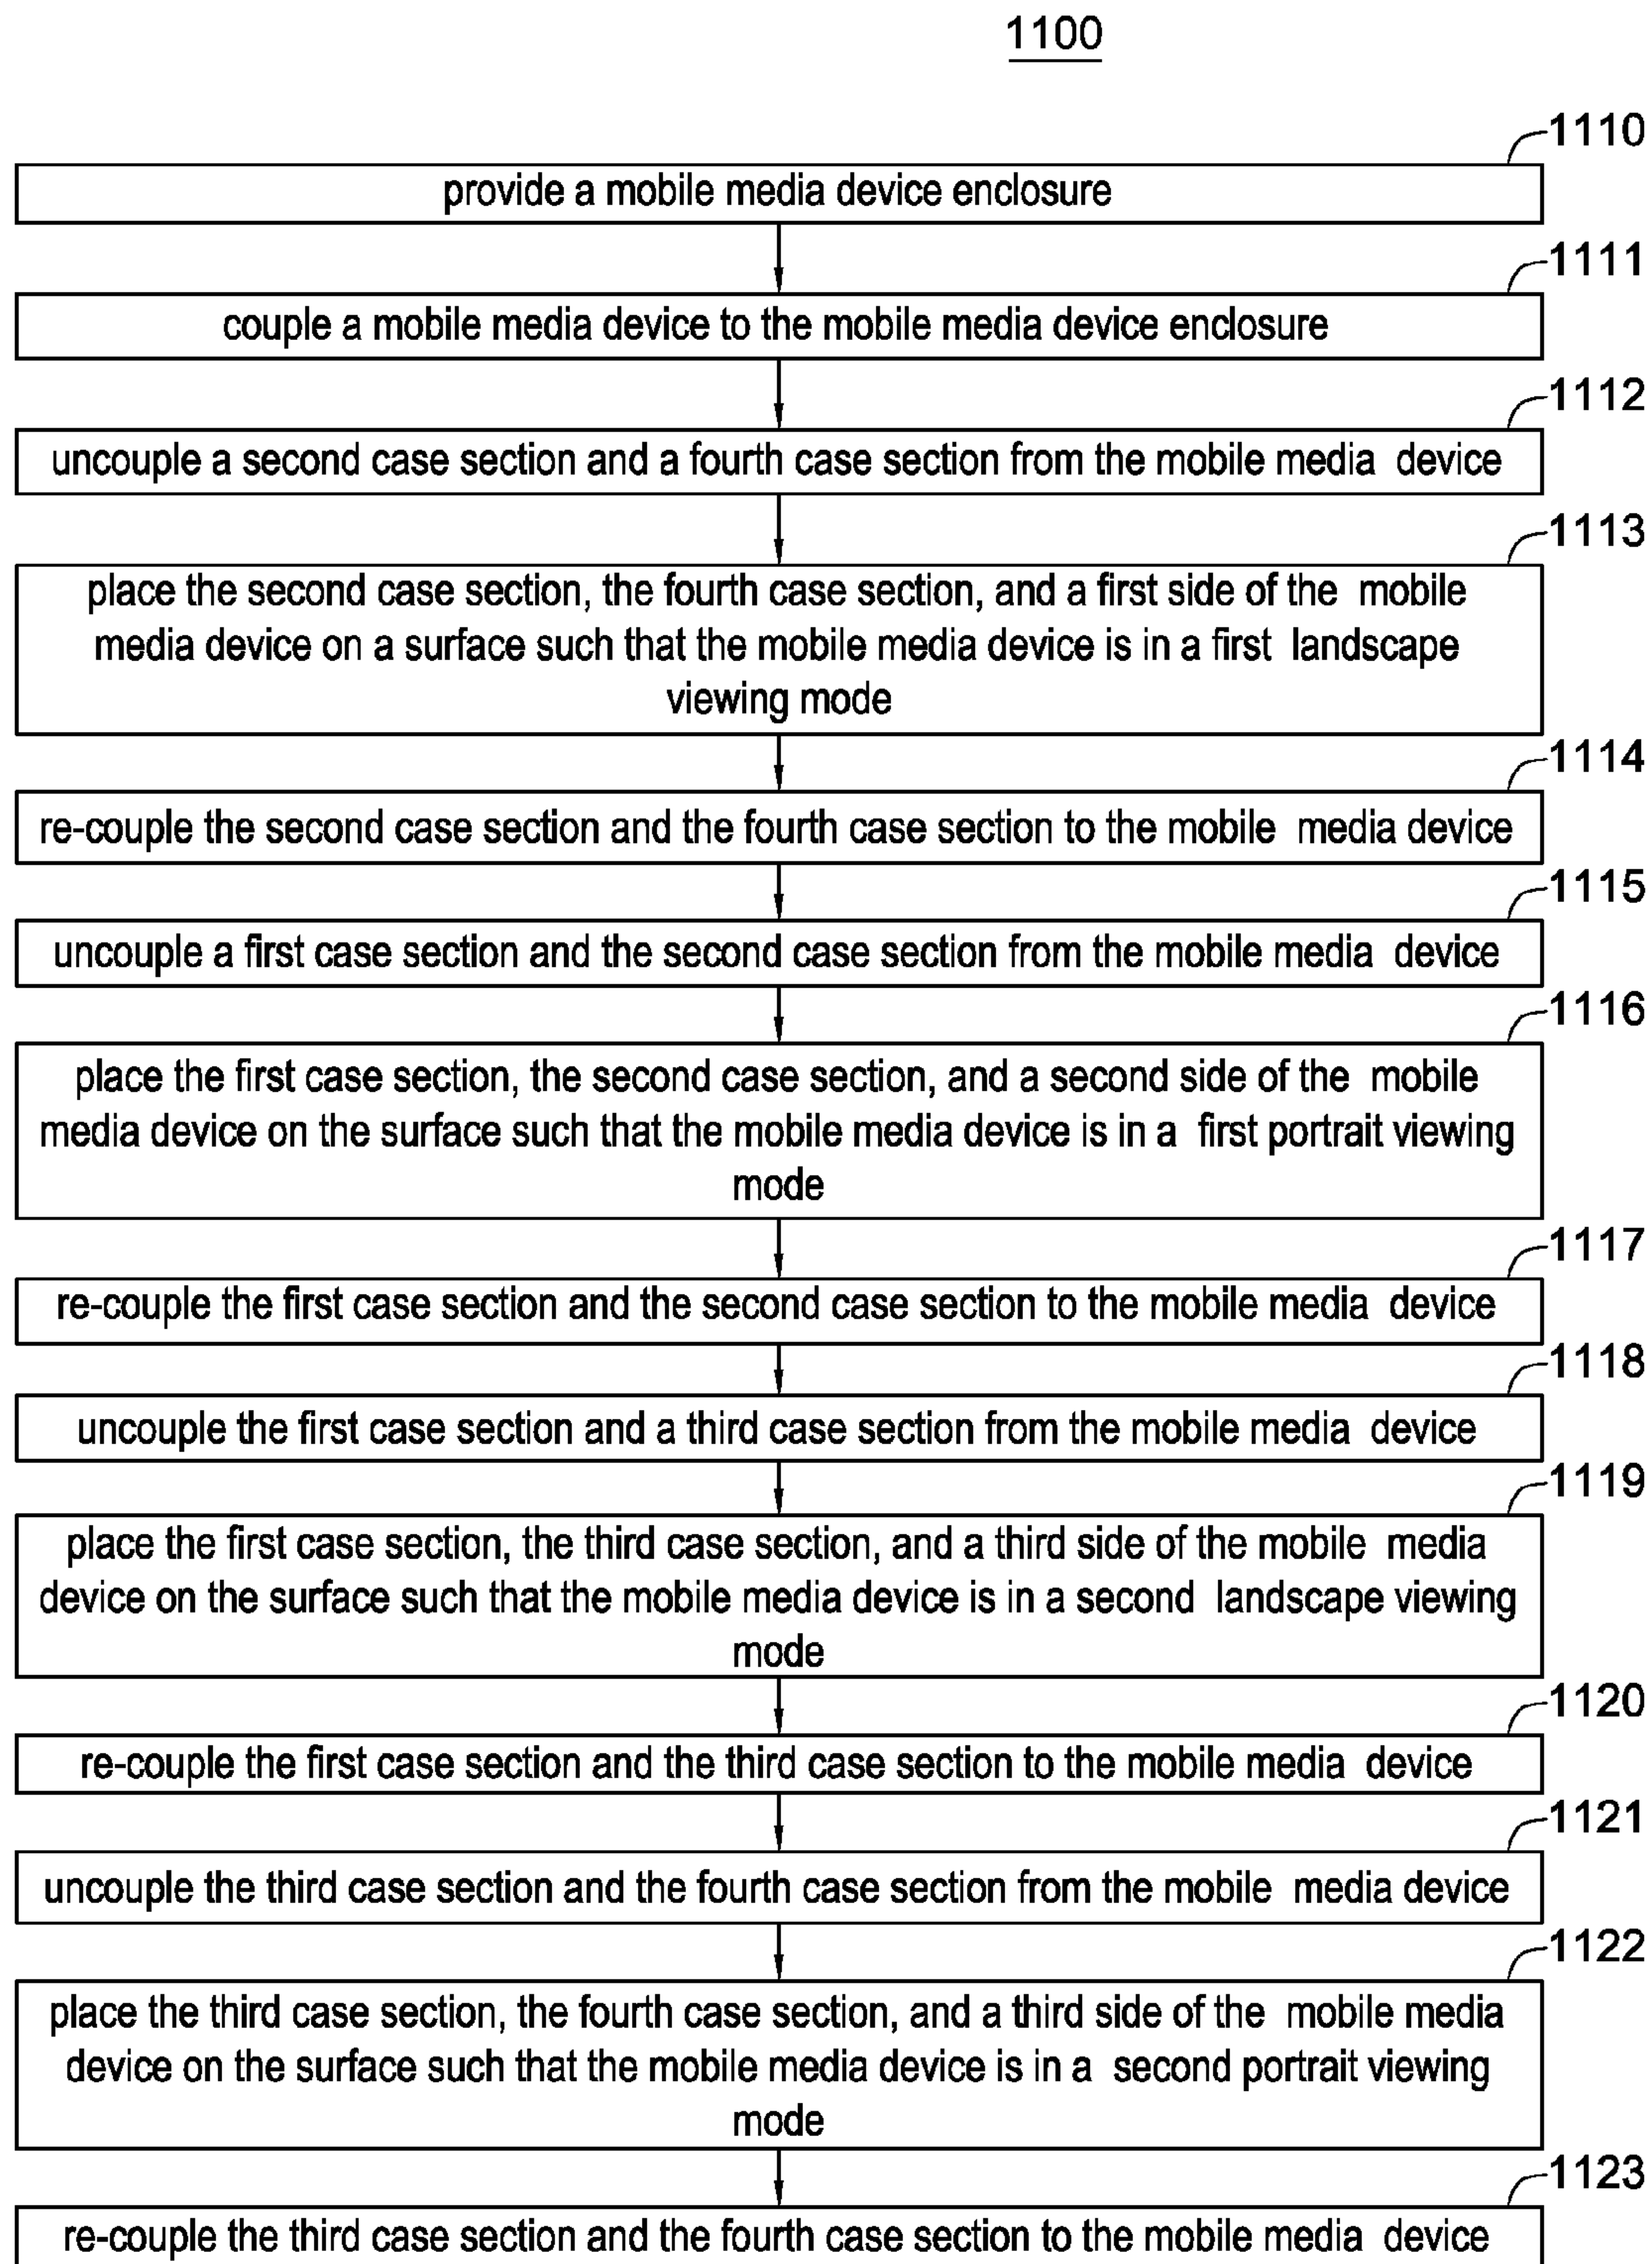 1100
1110
provide a mobile media device enclosure
1111
couple a mobile media device to the mobile media device enclosure
1112
uncouple a second case section and a fourth case section from the mobile media device
1113
place the second case section, the fourth case section, and a first side of the mobile
media device on a surface such that the mobile media device is in a first landscape
viewing mode
1114
re-couple the second case section and the fourth case section to the mobile media device
1115
uncouple a first case section and the second case section from the mobile media device
1116
place the first case section, the second case section, and a second side of the mobile
media device on the surface such that the mobile media device is in a first portrait viewing
mode
1117
re-couple the first case section and the second case section to the mobile media device
1118
uncouple the first case section and a third case section from the mobile media device
1119
place the first case section, the third case section, and a third side of the mobile media
device on the surface such that the mobile media device is in a second landscape viewing
mode
1120
re-couple the first case section and the third case section to the mobile media device
1121
uncouple the third case section and the fourth case section from the mobile media device
1122
place the third case section, the fourth case section, and a third side of the mobile media
device on the surface such that the mobile media device is in a second portrait viewing
mode
1123
re-couple the third case section and the fourth case section to the mobile media device